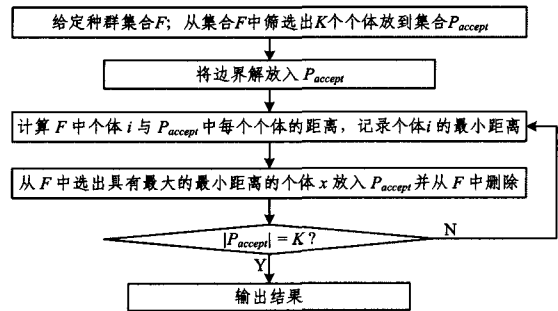 给定种群集合F；从集合F中筛选出K个个体放到集合Paccept
将边界解放入Paccept
计算F中个体i与Paccept中每个个体的距离，记录个体i的最小距离
从F中选出具有最大的最小距离的个体x放入Paccept并从F中删除
|Paccept| = K？
N
Y
输出结果